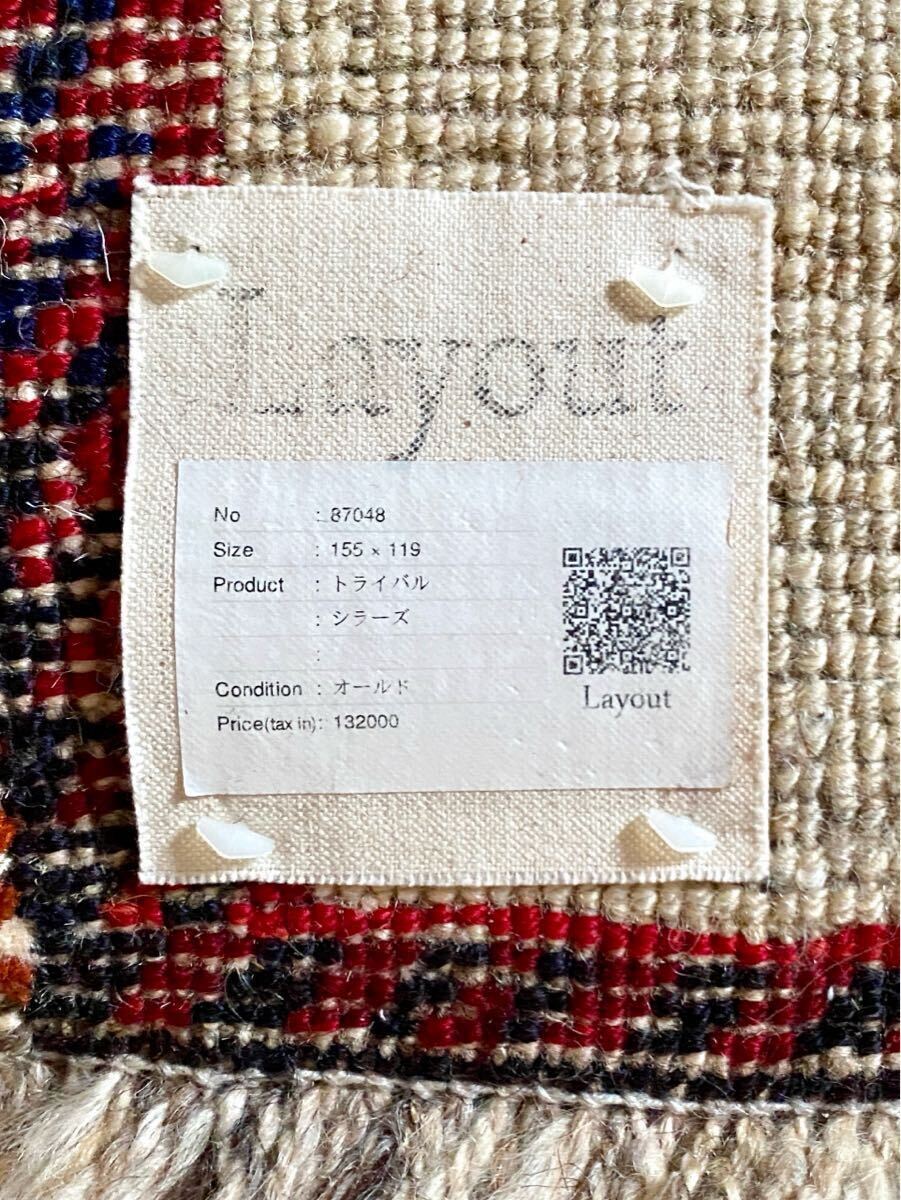 Layout
No : 87048
Size : 155 × 119
Product : トライバル
: シラーズ
:
Condition : オールド
Price(tax in): 132000
Layout